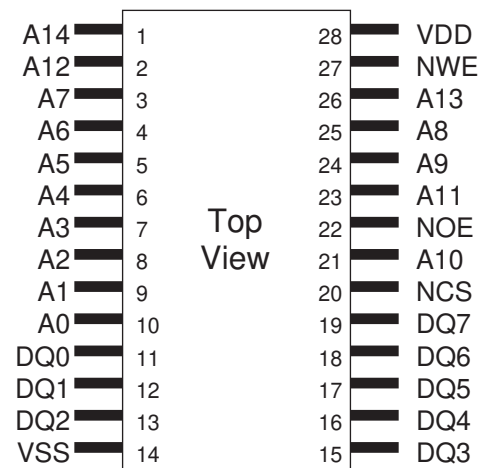 A14 1 28 VDD
A12 2 27 NWE
A7 3 26 A13
A6 4 25 A8
A5 5 24 A9
A4 6 23 A11
A3 7 Top 22 NOE
A2 8 View 21 A10
A1 9 20 NCS
A0 10 19 DQ7
DQ0 11 18 DQ6
DQ1 12 17 DQ5
DQ2 13 16 DQ4
VSS 14 15 DQ3